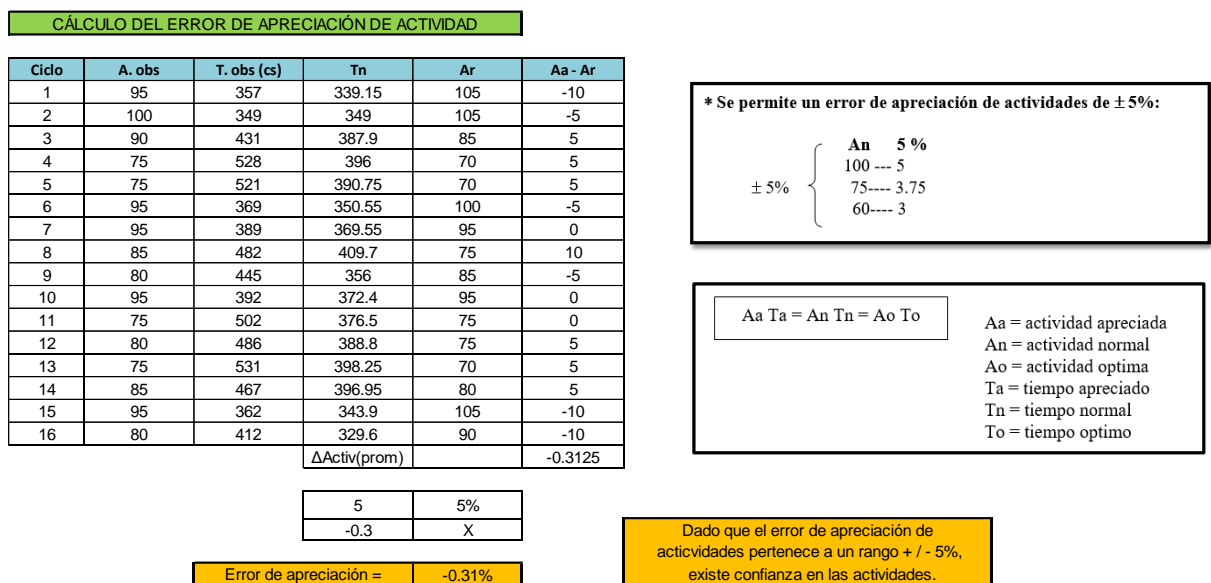 CÁLCULO DEL ERROR DE APRECIACIÓN DE ACTIVIDAD
Ciclo A. obs T. obs (cs) Tn Ar Aa - Ar
1 95 357 339.15 105 -10
2 100 349 349 105 -5
3 90 431 387.9 85 5
4 75 528 396 70 5
5 75 521 390.75 70 5
6 95 369 350.55 100 -5
7 95 389 369.55 95 0
8 85 482 409.7 75 10
9 80 445 356 85 -5
10 95 392 372.4 95 0
11 75 502 376.5 75 0
12 80 486 388.8 75 5
13 75 531 398.25 70 5
14 85 467 396.95 80 5
15 95 362 343.9 105 -10
16 80 412 329.6 90 -10
ΔActiv(prom) -0.3125
5 5%
-0.3 X
Error de apreciación = -0.31%
* Se permite un error de apreciación de actividades de ± 5%:
An 5 %
100 --- 5
± 5% 75---- 3.75
60---- 3
Aa Ta = An Tn = Ao To
Aa = actividad apreciada
An = actividad normal
Ao = actividad optima
Ta = tiempo apreciado
Tn = tiempo normal
To = tiempo optimo
Dado que el error de apreciación de
acticvidades pertenece a un rango + / - 5%,
existe confianza en las actividades.